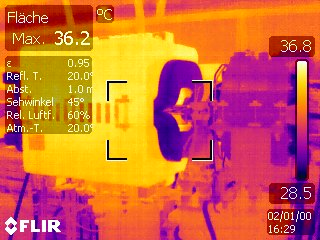 Fläche
°C
Max. 36.2
36.8
ε 0.95
Refl. T. 20.0°
Abst. 1.0 m
Sehwinkel 45°
Rel. Luftf. 60%
Atm.-T. 20.0°
28.5
02/01/00
16:29
FLIR